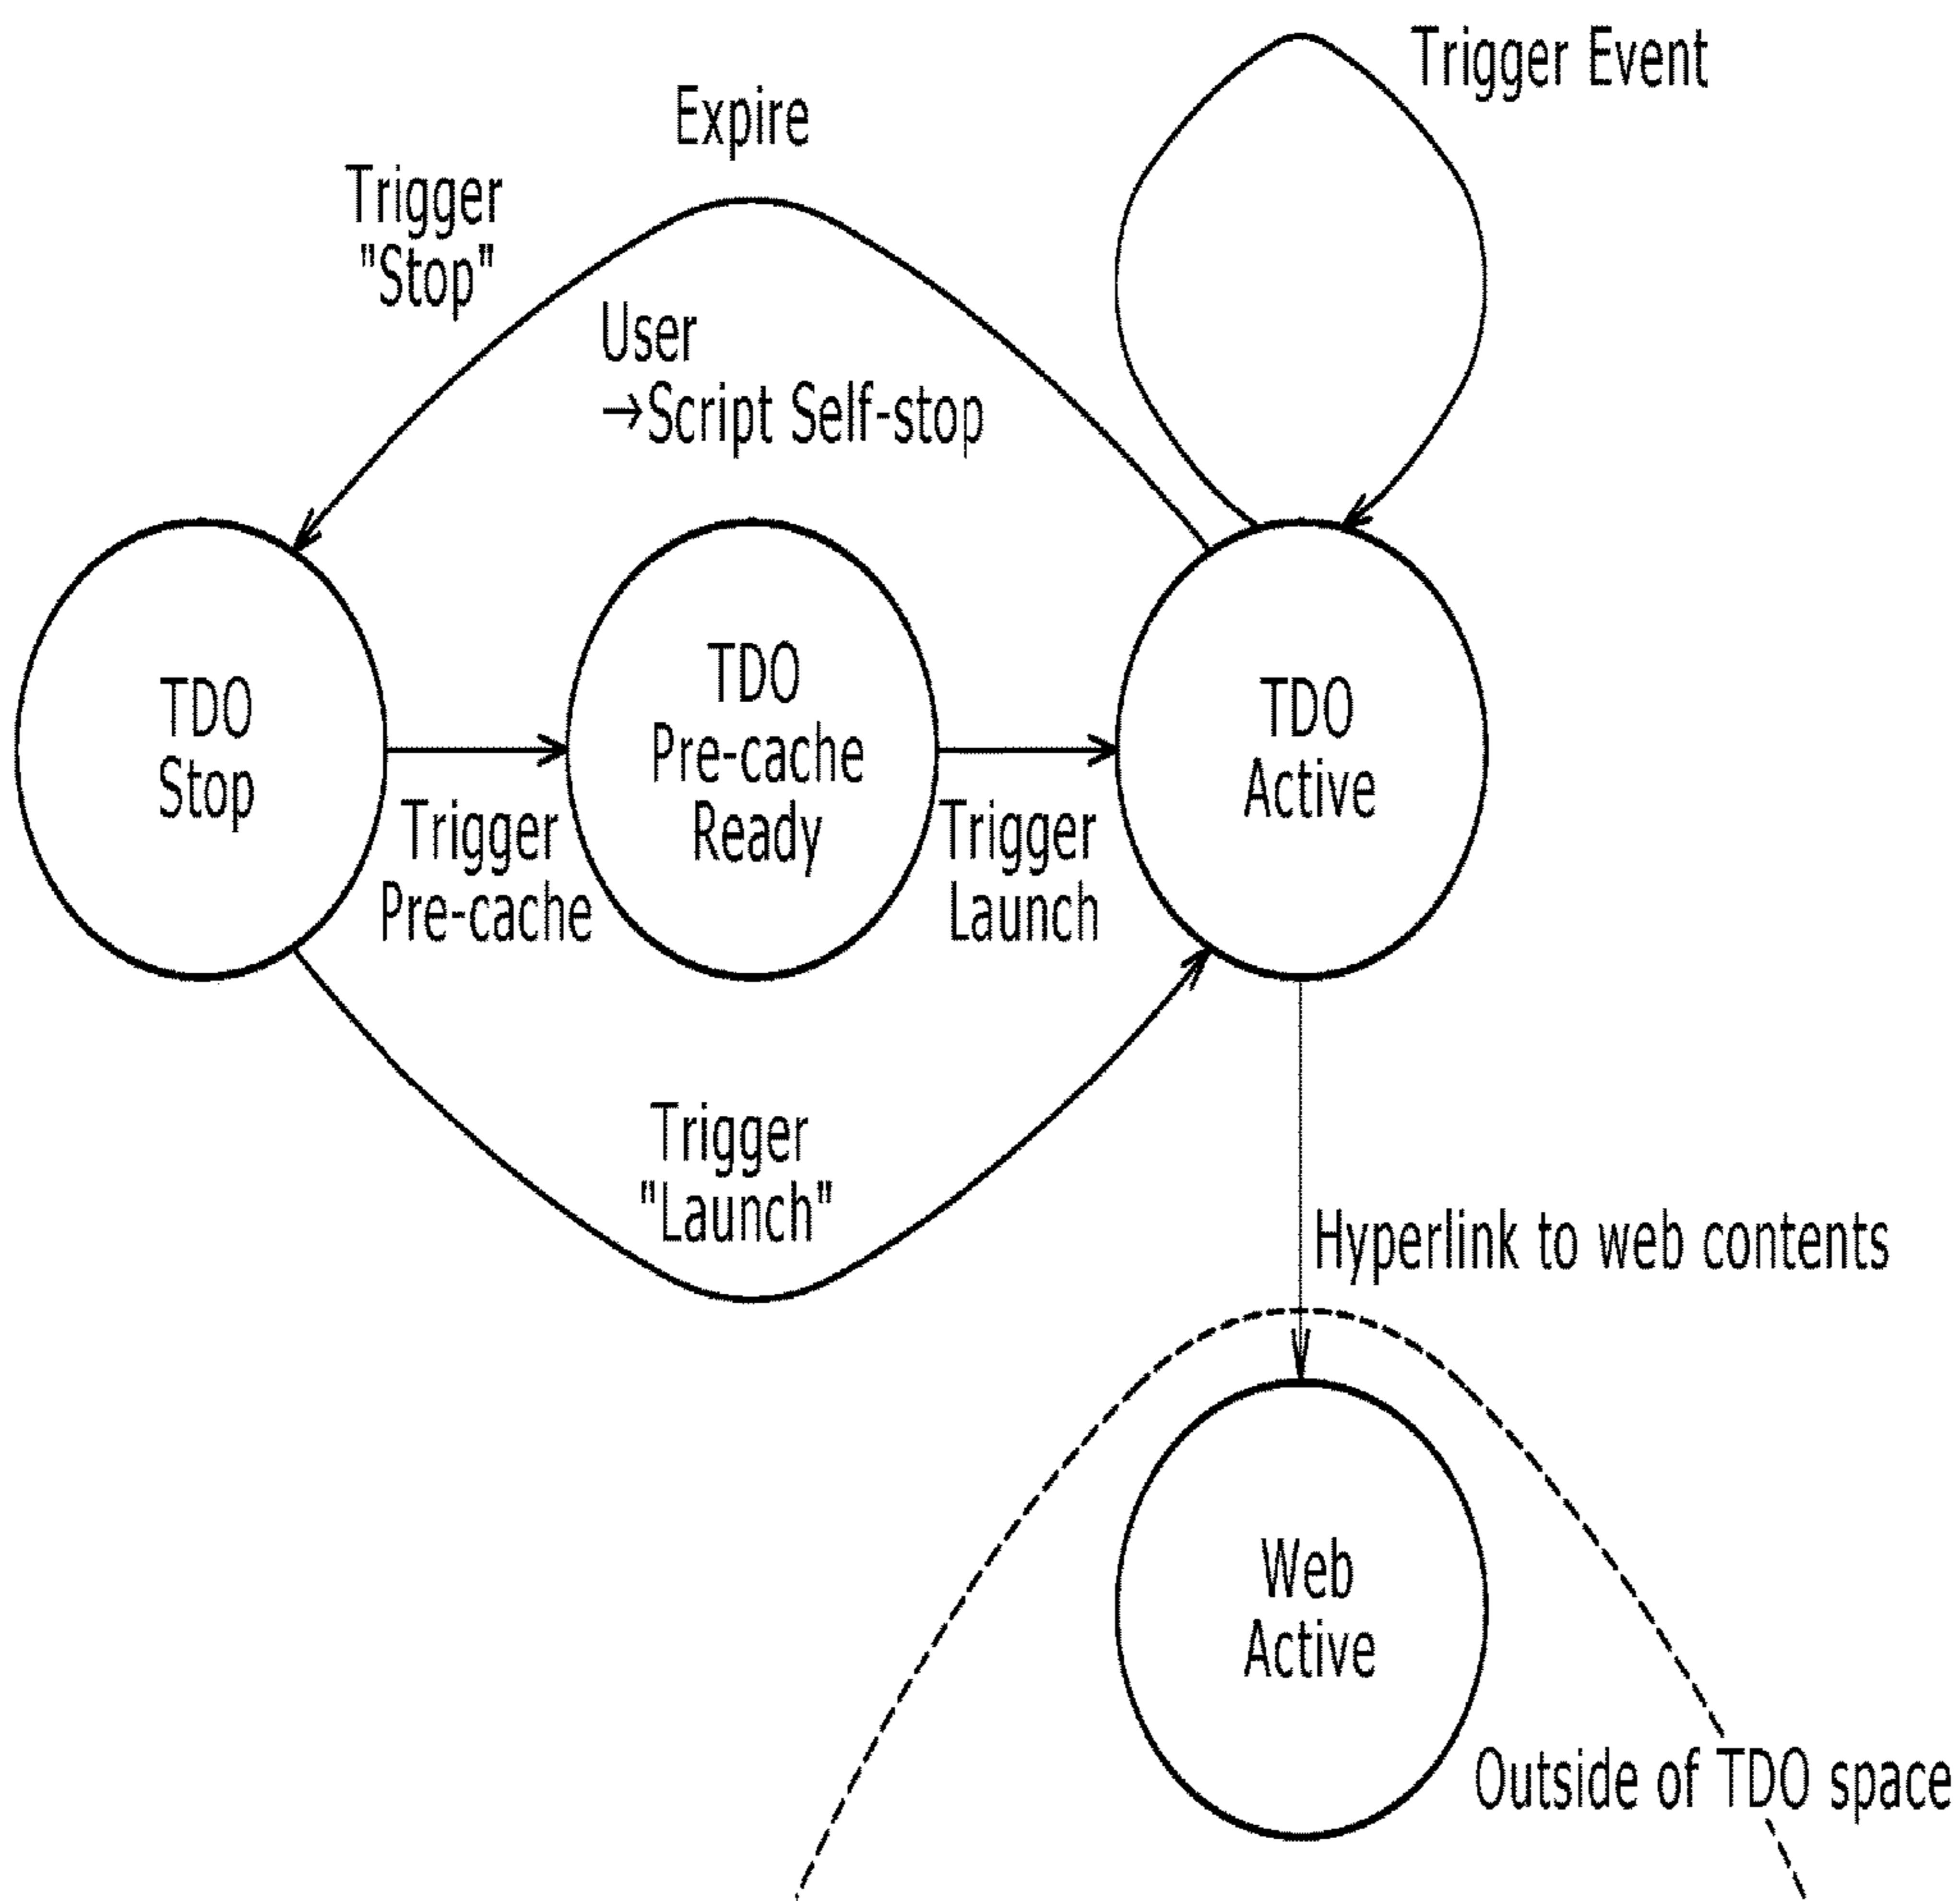 Trigger Event
Expire
Trigger
"Stop"
User
→Script Self-stop
TDO
Stop
TDO
Pre-cache
Ready
TDO
Active
Trigger
Pre-cache
Trigger
Launch
Trigger
"Launch"
Hyperlink to web contents
Web
Active
Outside of TDO space